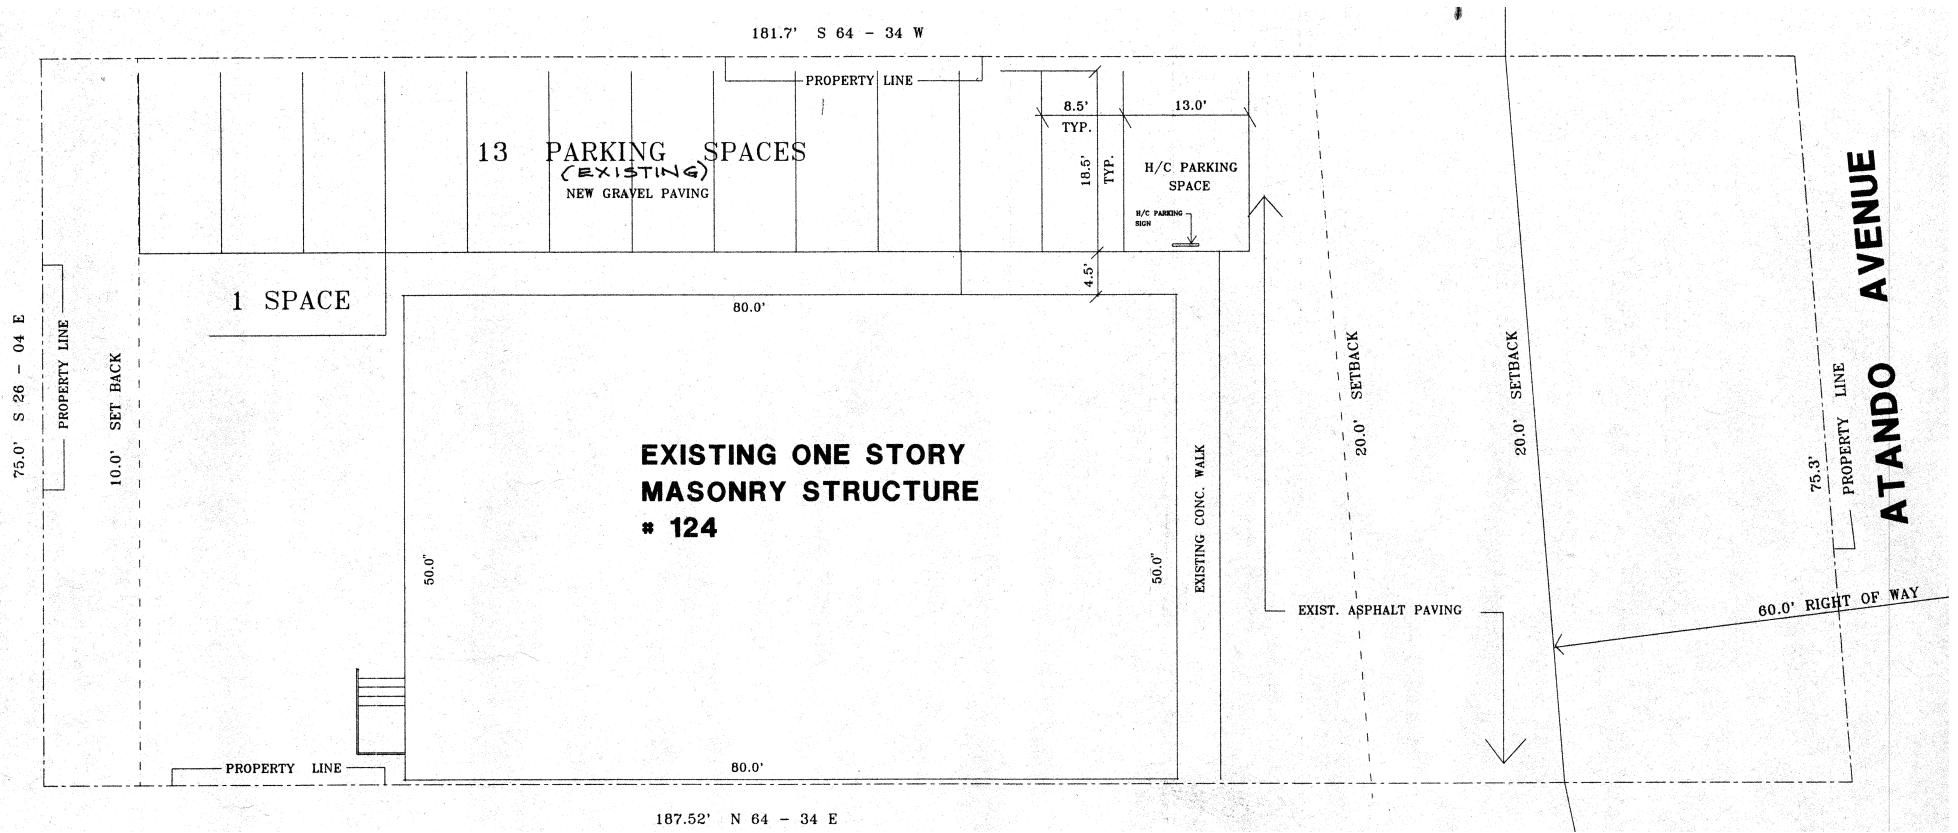 181.7' S 64 - 34 W
PROPERTY LINE
8.5'
TYP.
13.0'
13 PARKING SPACES
(EXISTING)
NEW GRAVEL PAVING
18.5'
TYP.
H/C PARKING
SPACE
H/C PARKING
SIGN
4.5'
1 SPACE
80.0'
75.0' S 26 - 04 E
PROPERTY LINE
10.0' SET BACK
EXISTING ONE STORY
MASONRY STRUCTURE
# 124
50.0"
50.0"
EXISTING CONC. WALK
20.0' SETBACK
20.0' SETBACK
EXIST. ASPHALT PAVING
75.3'
PROPERTY LINE
ATANDO AVENUE
60.0' RIGHT OF WAY
PROPERTY LINE
80.0'
187.52' N 64 - 34 E